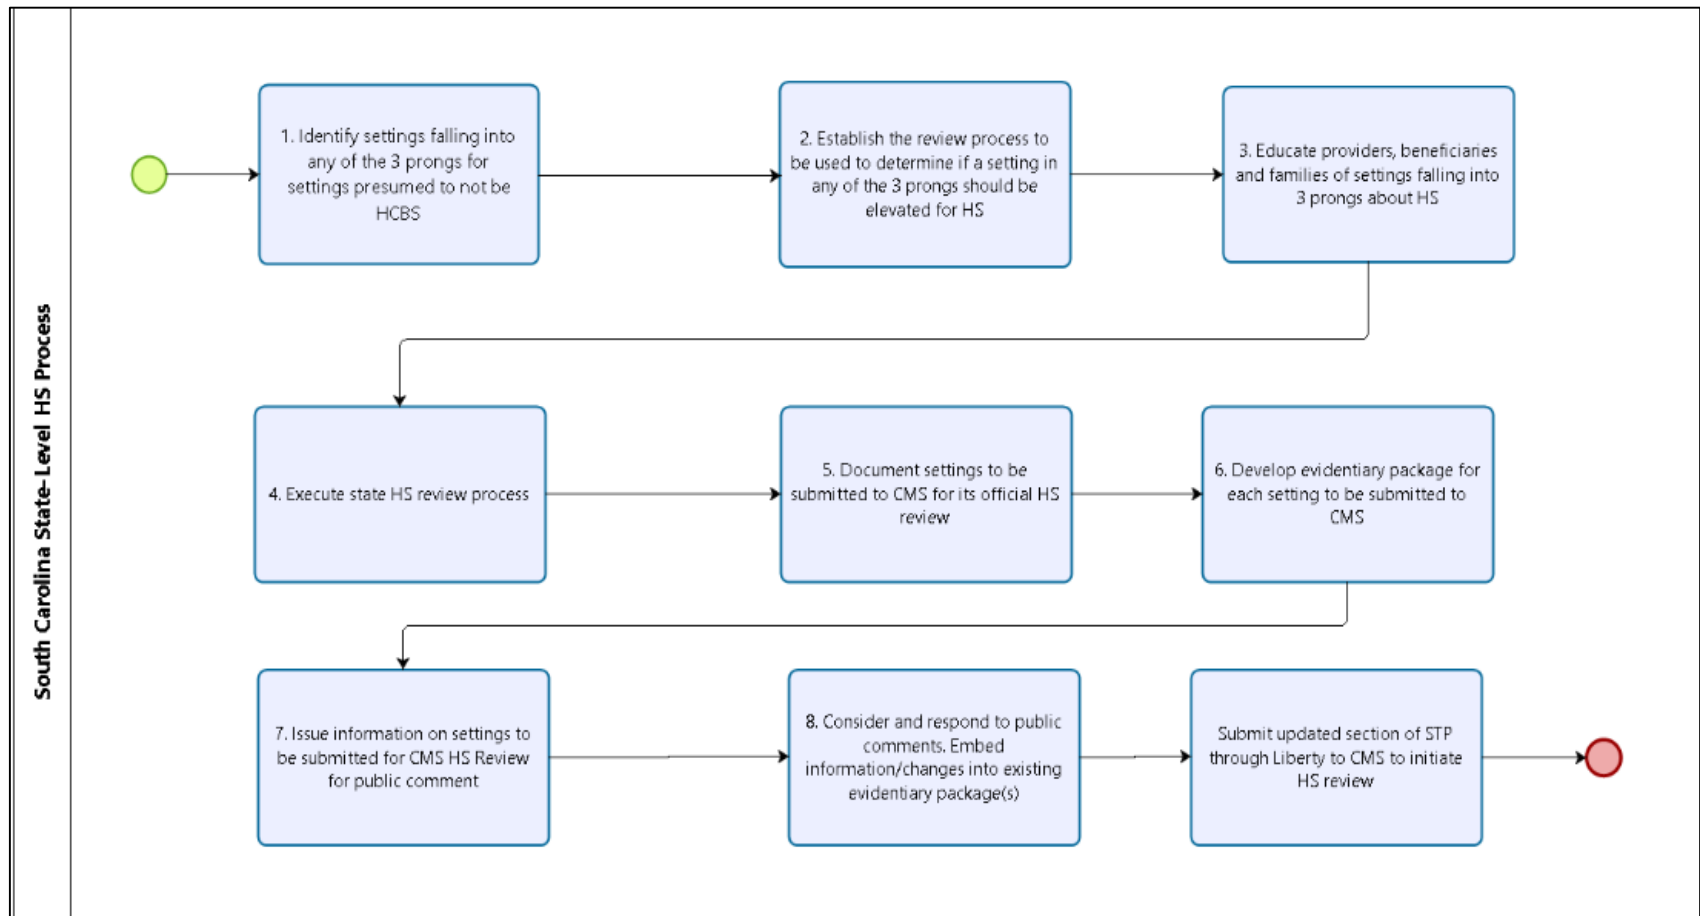 South Carolina State-Level HS Process
1. Identify settings falling into
any of the 3 prongs for
settings presumed to not be
HCBS
2. Establish the review process to
be used to determine if a setting in
any of the 3 prongs should be
elevated for HS
3. Educate providers, beneficiaries
and families of settings falling into
3 prongs about HS
4. Execute state HS review process
5. Document settings to be
submitted to CMS for its official HS
review
6. Develop evidentiary package for
each setting to be submitted to
CMS
7. Issue information on settings to
be submitted for CMS HS Review
for public comment
8. Consider and respond to public
comments. Embed
information/changes into existing
evidentiary package(s)
Submit updated section of STP
through Liberty to CMS to initiate
HS review